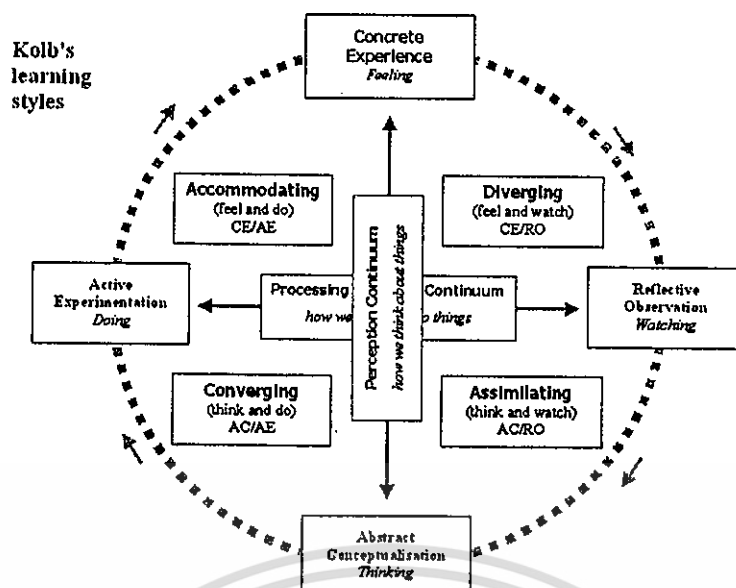 Kolb's
learning
styles
Concrete
Experience
Feeling
Accommodating
(feel and do)
CE/AE
Diverging
(feel and watch)
CE/RO
Active
Experimentation
Doing
Processing Continuum
how we things
Perception Continuum
how we think about things
Reflective
Observation
Watching
Converging
(think and do)
AC/AE
Assimilating
(think and watch)
AC/RO
Abstract
Conceptualisation
Thinking